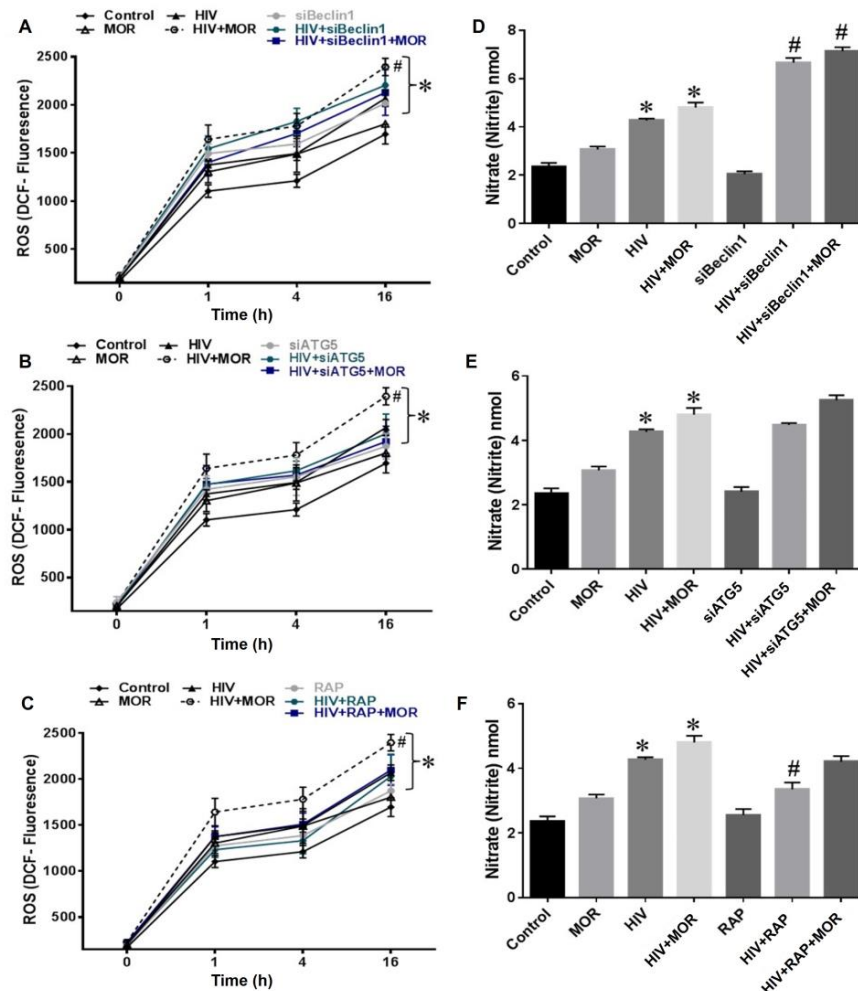 A
Control HIV siBeclin1
MOR HIV+MOR HIV+siBeclin1
HIV+siBeclin1+MOR
ROS (DCF- Fluoresence)
2500
2000
1500
1000
500
0 1 4 16
Time (h)
# *
D
Nitrate (Nitrite) nmol
8
6
4
2
0
* * # #
Control MOR HIV HIV+MOR siBeclin1 HIV+siBeclin1 HIV+siBeclin1+MOR
B
Control HIV siATG5
MOR HIV+MOR HIV+siATG5
HIV+siATG5+MOR
ROS (DCF- Fluoresence)
2500
2000
1500
1000
500
0 1 4 16
Time (h)
# *
E
Nitrate (Nitrite) nmol
6
4
2
0
* *
Control MOR HIV HIV+MOR siATG5 HIV+siATG5 HIV+siATG5+MOR
C
Control HIV RAP
MOR HIV+MOR HIV+RAP
HIV+RAP+MOR
ROS (DCF- Fluoresence)
2500
2000
1500
1000
500
0 1 4 16
Time (h)
# *
F
Nitrate (Nitrite) nmol
6
4
2
0
* * #
Control MOR HIV HIV+MOR RAP HIV+RAP HIV+RAP+MOR